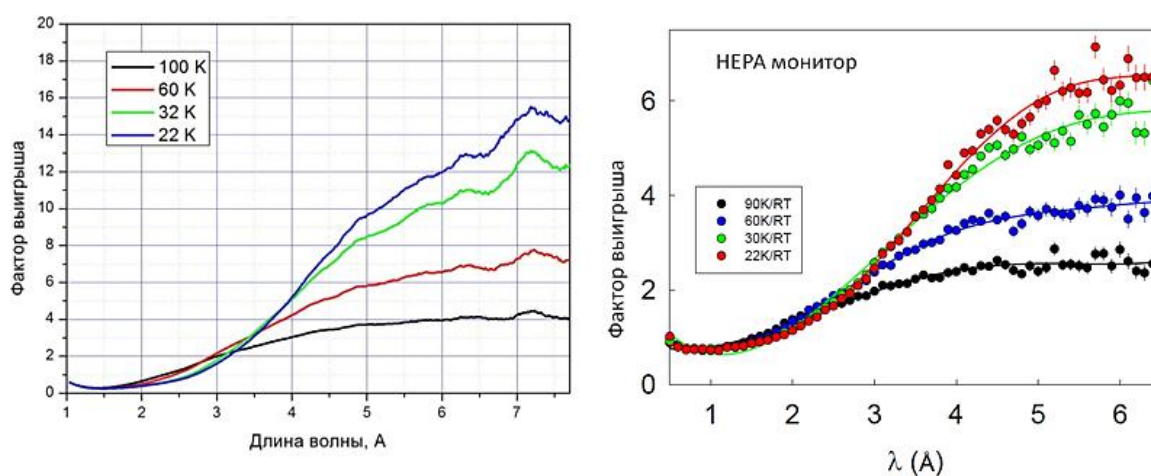 Фактор выигрыша
20
18
16
14
12
10
8
6
4
2
0
100 K
60 K
32 K
22 K
1 2 3 4 5 6 7
Длина волны, А
НЕРА монитор
Фактор выигрыша
6
4
2
0
90K/RT
60K/RT
30K/RT
22K/RT
1 2 3 4 5 6
λ (Å)